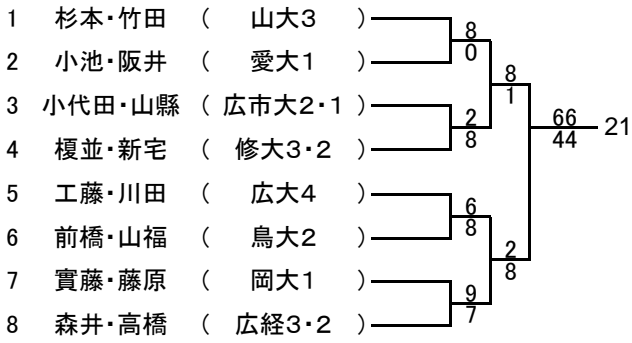 1 杉本・竹田 ( 山大3 )
8
0
2 小池・阪井 ( 愛大1 )
8
1
3 小代田・山縣 ( 広市大2・1 )
2
8
66
44
21
4 榎並・新宅 ( 修大3・2 )
5 工藤・川田 ( 広大4 )
6
8
6 前橋・山福 ( 鳥大2 )
2
8
7 實藤・藤原 ( 岡大1 )
9
7
8 森井・高橋 ( 広経3・2 )